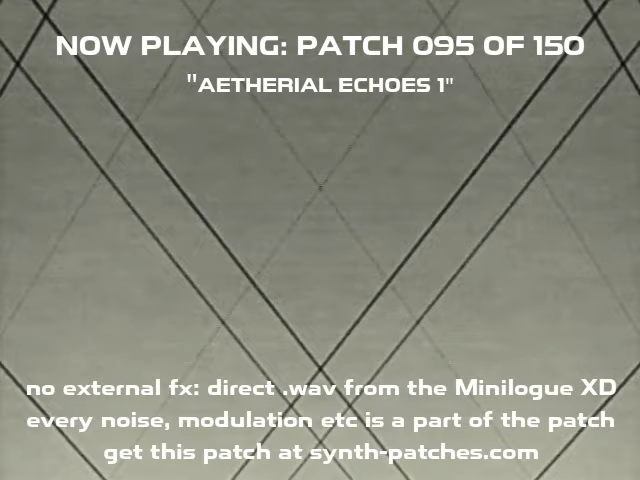 NOW PLAYING: PATCH 095 OF 150
"AETHERIAL ECHOES 1"
no external fx: direct .wav from the Minilogue XD
every noise, modulation etc is a part of the patch
get this patch at synth-patches.com